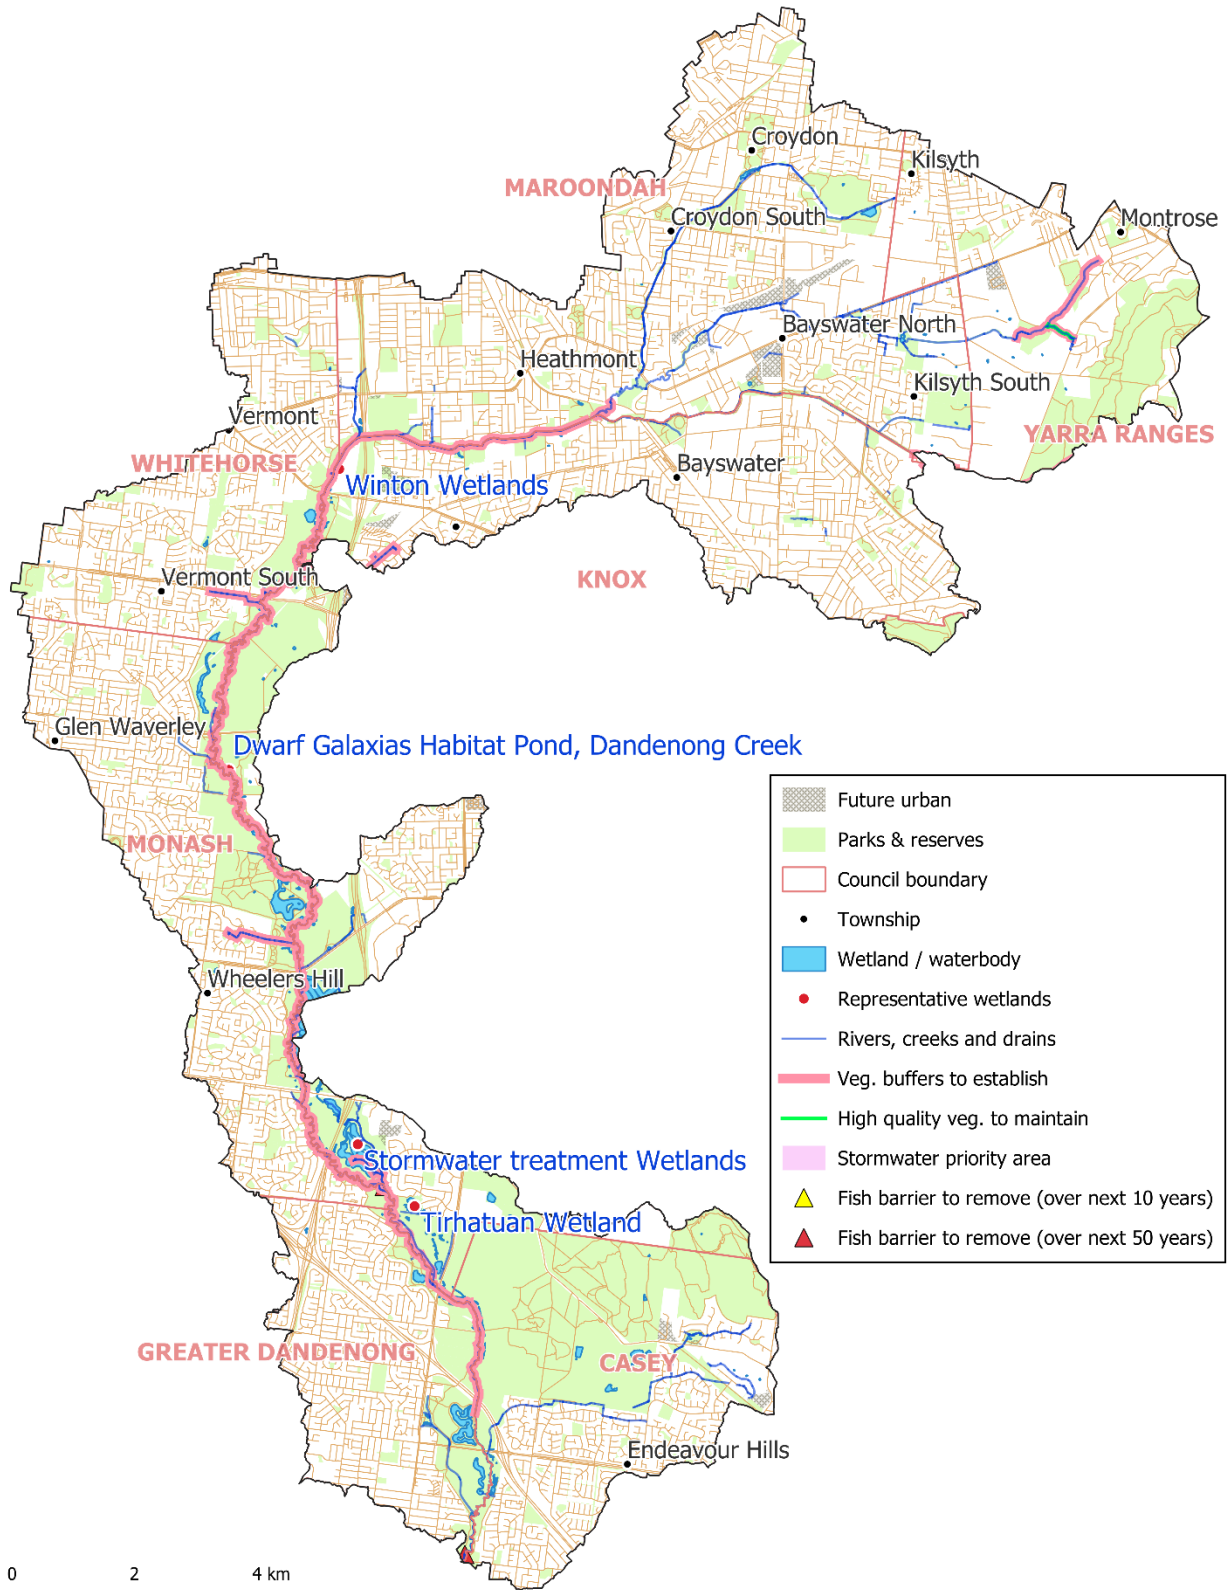 Croydon
Kilsyth
MAROONDAH
Croydon South
Montrose
Bayswater North
Heathmont
Kilsyth South
Vermont
YARRA RANGES
WHITEHORSE
Bayswater
Winton Wetlands
Vermont South
KNOX
Glen Waverley
Dwarf Galaxias Habitat Pond, Dandenong Creek
MONASH
Wheelers Hill
Stormwater treatment Wetlands
Tirhatuan Wetland
GREATER DANDENONG
CASEY
Endeavour Hills
Future urban
Parks & reserves
Council boundary
Township
Wetland / waterbody
Representative wetlands
Rivers, creeks and drains
Veg. buffers to establish
High quality veg. to maintain
Stormwater priority area
Fish barrier to remove (over next 10 years)
Fish barrier to remove (over next 50 years)
0 2 4 km